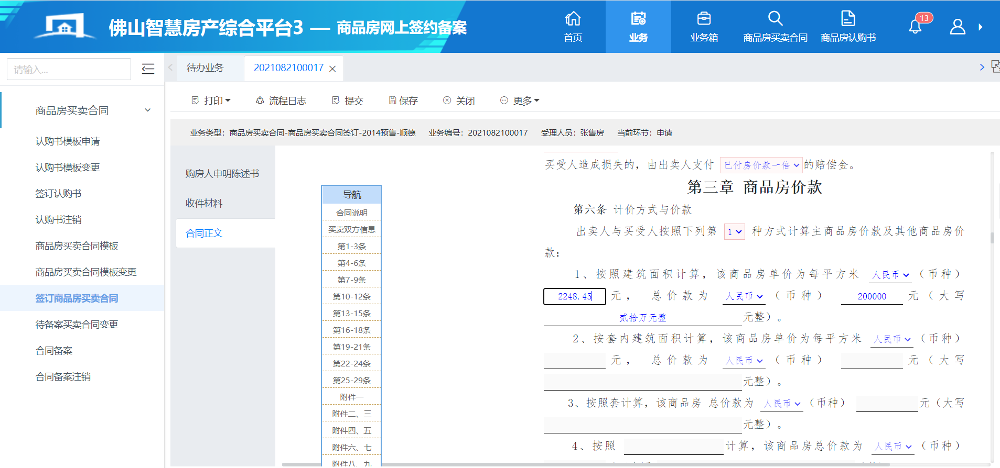 佛山智慧房产综合平台3 — 商品房网上签约备案
首页
业务
业务箱
商品房买卖合同
商品房认购书
13
请输入...
待办业务
2021082100017
打印
流程日志
提交
保存
关闭
更多
业务类型：商品房买卖合同-商品房买卖合同签订-2014预售-顺德 业务编号：2021082100017 受理人员：张售房 当前环节：申请
商品房买卖合同
认购书模板申请
认购书模板变更
签订认购书
认购书注销
商品房买卖合同模板
商品房买卖合同模板变更
签订商品房买卖合同
待备案买卖合同变更
合同备案
合同备案注销
购房人申明陈述书
收件材料
合同正文
导航
合同说明
买卖双方信息
第1-3条
第4-6条
第7-9条
第10-12条
第13-15条
第16-18条
第19-21条
第22-24条
第25-29条
附件一
附件二、三
附件四、五
附件六、七
附件八、九
买受人造成损失的，由出卖人支付 已付房价款一倍 的赔偿金。
第三章 商品房价款
第六条 计价方式与价款
出卖人与买受人按照下列第 1 种方式计算主商品房价款及其他商品房价
款：
1、按照建筑面积计算，该商品房单价为每平方米 人民币 （币种）
2248.45 元， 总价款为 人民币 （币种） 200000 元（大写
贰拾万元整 元整）。
2、按套内建筑面积计算，该商品房单价为每平方米 人民币 （币种）
元， 总价款为 人民币 （币种） 元（大写
元整）。
3、按照套计算，该商品房 总价款为 人民币 （币种） 元（大写
元整）。
4、按照 计算，该商品房总价款为 人民币 （币种）